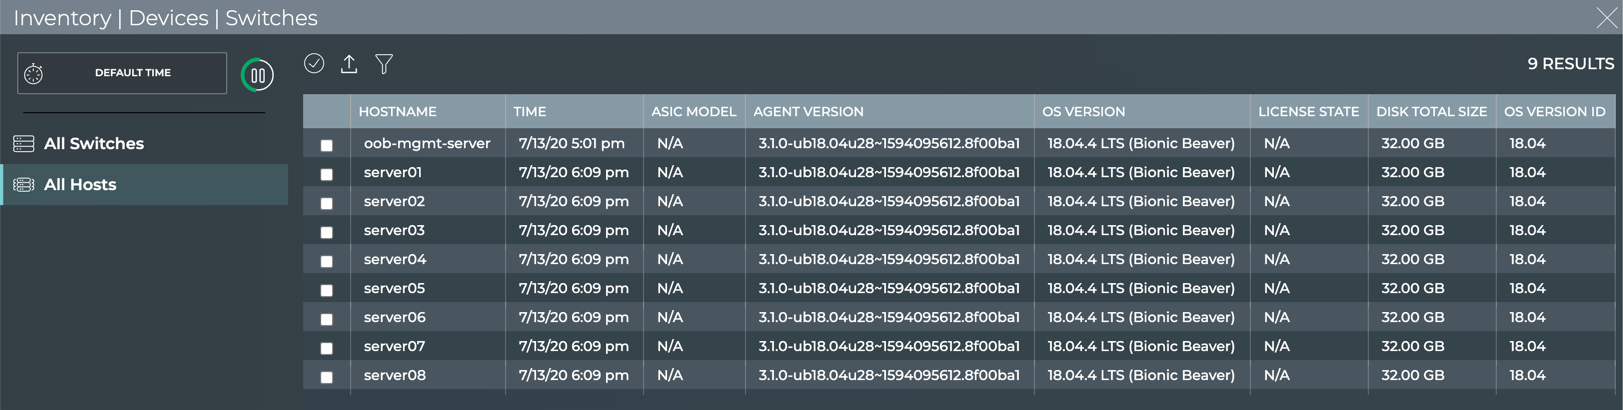 Inventory | Devices | Switches
DEFAULT TIME
9 RESULTS
All Switches
All Hosts
HOSTNAME TIME ASIC MODEL AGENT VERSION OS VERSION LICENSE STATE DISK TOTAL SIZE OS VERSION ID
oob-mgmt-server 7/13/20 5:01 pm N/A 3.1.0-ub18.04u28~1594095612.8f00ba1 18.04.4 LTS (Bionic Beaver) N/A 32.00 GB 18.04
server01 7/13/20 6:09 pm N/A 3.1.0-ub18.04u28~1594095612.8f00ba1 18.04.4 LTS (Bionic Beaver) N/A 32.00 GB 18.04
server02 7/13/20 6:09 pm N/A 3.1.0-ub18.04u28~1594095612.8f00ba1 18.04.4 LTS (Bionic Beaver) N/A 32.00 GB 18.04
server03 7/13/20 6:09 pm N/A 3.1.0-ub18.04u28~1594095612.8f00ba1 18.04.4 LTS (Bionic Beaver) N/A 32.00 GB 18.04
server04 7/13/20 6:09 pm N/A 3.1.0-ub18.04u28~1594095612.8f00ba1 18.04.4 LTS (Bionic Beaver) N/A 32.00 GB 18.04
server05 7/13/20 6:09 pm N/A 3.1.0-ub18.04u28~1594095612.8f00ba1 18.04.4 LTS (Bionic Beaver) N/A 32.00 GB 18.04
server06 7/13/20 6:09 pm N/A 3.1.0-ub18.04u28~1594095612.8f00ba1 18.04.4 LTS (Bionic Beaver) N/A 32.00 GB 18.04
server07 7/13/20 6:09 pm N/A 3.1.0-ub18.04u28~1594095612.8f00ba1 18.04.4 LTS (Bionic Beaver) N/A 32.00 GB 18.04
server08 7/13/20 6:09 pm N/A 3.1.0-ub18.04u28~1594095612.8f00ba1 18.04.4 LTS (Bionic Beaver) N/A 32.00 GB 18.04